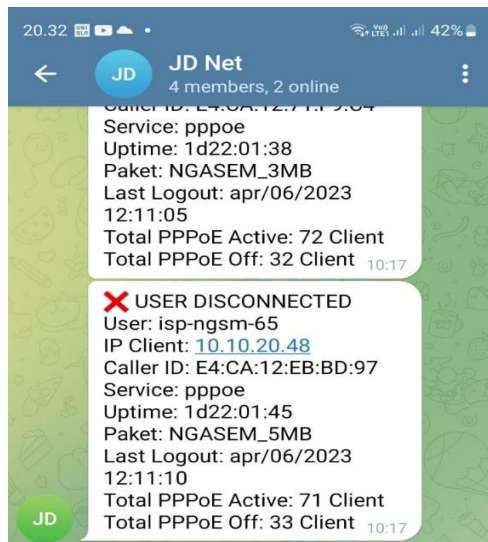 20.32
LTE1
42%
JD
JD Net
4 members, 2 online
Service: pppoe
Uptime: 1d22:01:38
Paket: NGASEM_3MB
Last Logout: apr/06/2023
12:11:05
Total PPPoE Active: 72 Client
Total PPPoE Off: 32 Client 10:17
USER DISCONNECTED
User: isp-ngsm-65
IP Client: 10.10.20.48
Caller ID: E4:CA:12:EB:BD:97
Service: pppoe
Uptime: 1d22:01:45
Paket: NGASEM_5MB
Last Logout: apr/06/2023
12:11:10
Total PPPoE Active: 71 Client
Total PPPoE Off: 33 Client 10:17
JD